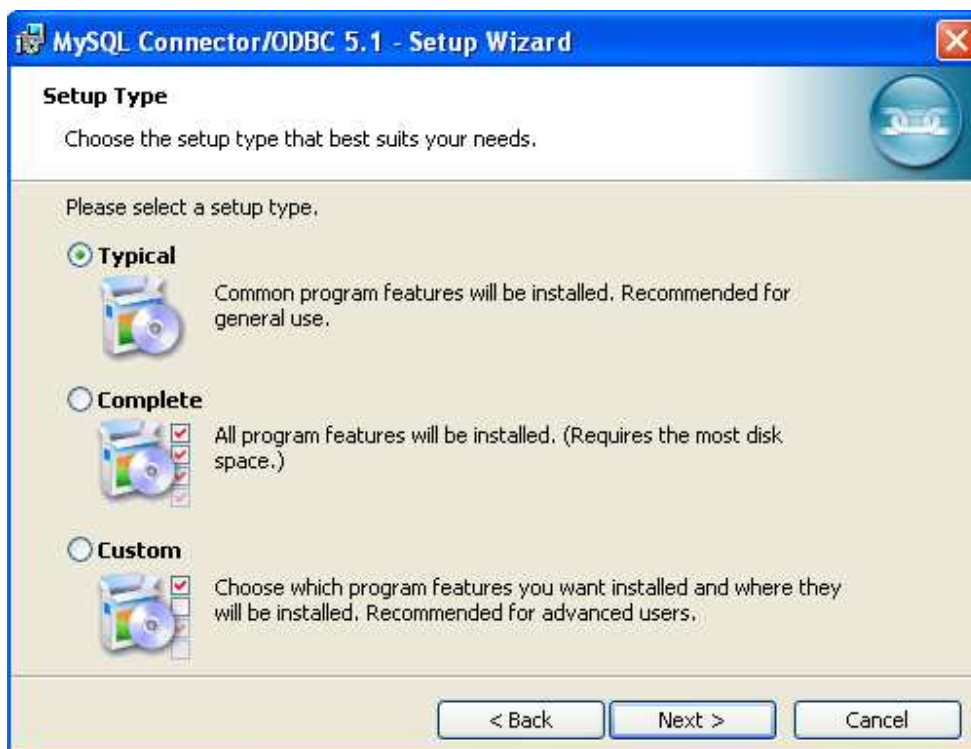 MySQL Connector/ODBC 5.1 - Setup Wizard
Setup Type
Choose the setup type that best suits your needs.
Please select a setup type.
Typical
Common program features will be installed. Recommended for
general use.
Complete
All program features will be installed. (Requires the most disk
space.)
Custom
Choose which program features you want installed and where they
will be installed. Recommended for advanced users.
< Back Next > Cancel